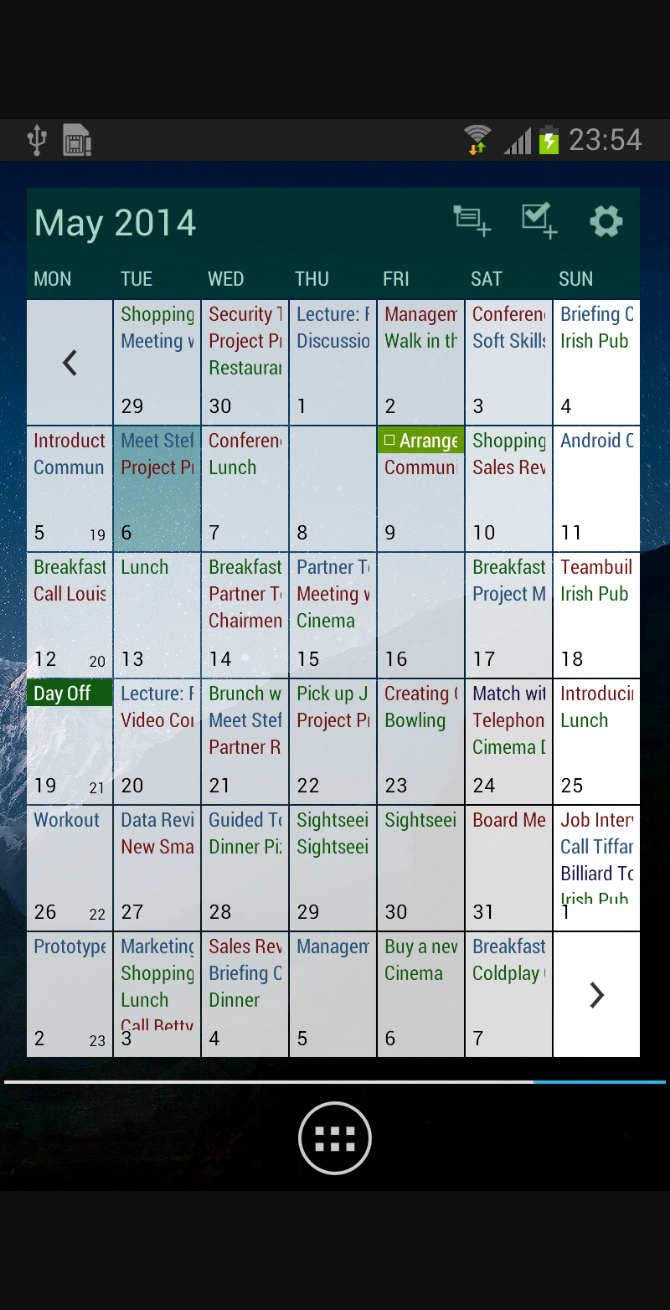 23:54
May 2014
MON TUE WED THU FRI SAT SUN
Shopping
Meeting w
29
Security T
Project Pr
Restaurar
30
Lecture: F
Discussio
1
Managem
Walk in th
2
Conferen
Soft Skills
3
Briefing C
Irish Pub
4
Introduct
Commun
5 19
Meet Stef
Project Pr
6
Conferen
Lunch
7
8
Arrange
Communi
9
Shopping
Sales Rev
10
Android C
11
Breakfast
Call Louis
12 20
Lunch
13
Breakfast
Partner To
Chairmen
14
Partner To
Meeting w
Cinema
15
16
Breakfast
Project M
17
Teambuil
Irish Pub
18
Day Off
19 21
Lecture: F
Video Cor
20
Brunch w
Meet Stef
Partner R
21
Pick up J
Project Pr
22
Creating C
Bowling
23
Match wit
Telephon
Cimema D
24
Introducin
Lunch
25
Workout
26 22
Data Revi
New Sma
27
Guided To
Dinner Piz
28
Sightseei
Sightseei
29
Sightseei
30
Board Me
31
Job Interv
Call Tiffar
Billiard To
Irish Pub
1
Prototype
2 23
Marketing
Shopping
Lunch
Call Betty
3
Sales Rev
Briefing C
Dinner
4
Managem
5
Buy a new
Cinema
6
Breakfast
Coldplay
7